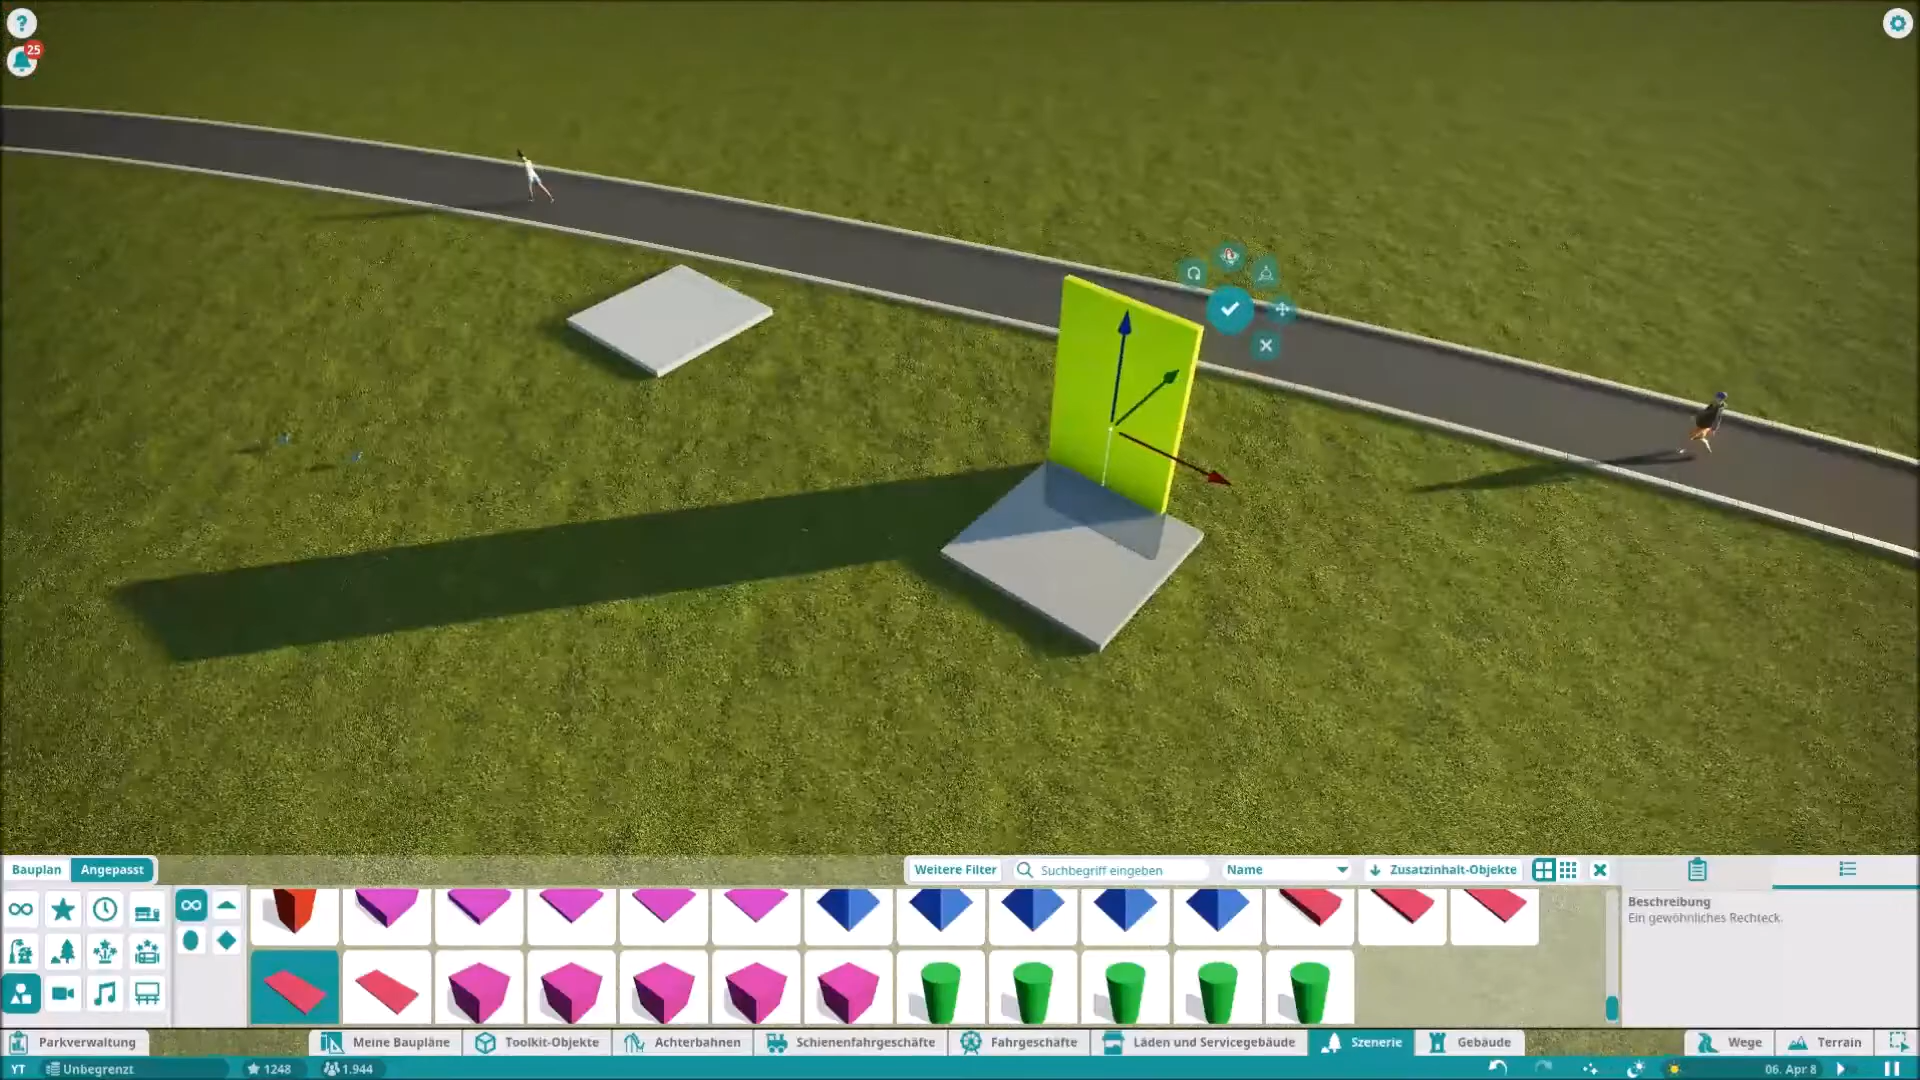 ?
25
Bauplan
Angepasst
Weitere Filter
Suchbegriff eingeben
Name
Zusatzinhalt-Objekte
Beschreibung
Ein gewöhnliches Rechteck.
Parkverwaltung
Meine Baupläne
Toolkit-Objekte
Achterbahnen
Schienenfahrgeschäfte
Fahrgeschäfte
Läden und Servicegebäude
Szenerie
Gebäude
Wege
Terrain
YT
Unbegrenzt
1248
1.944
06. Apr 8